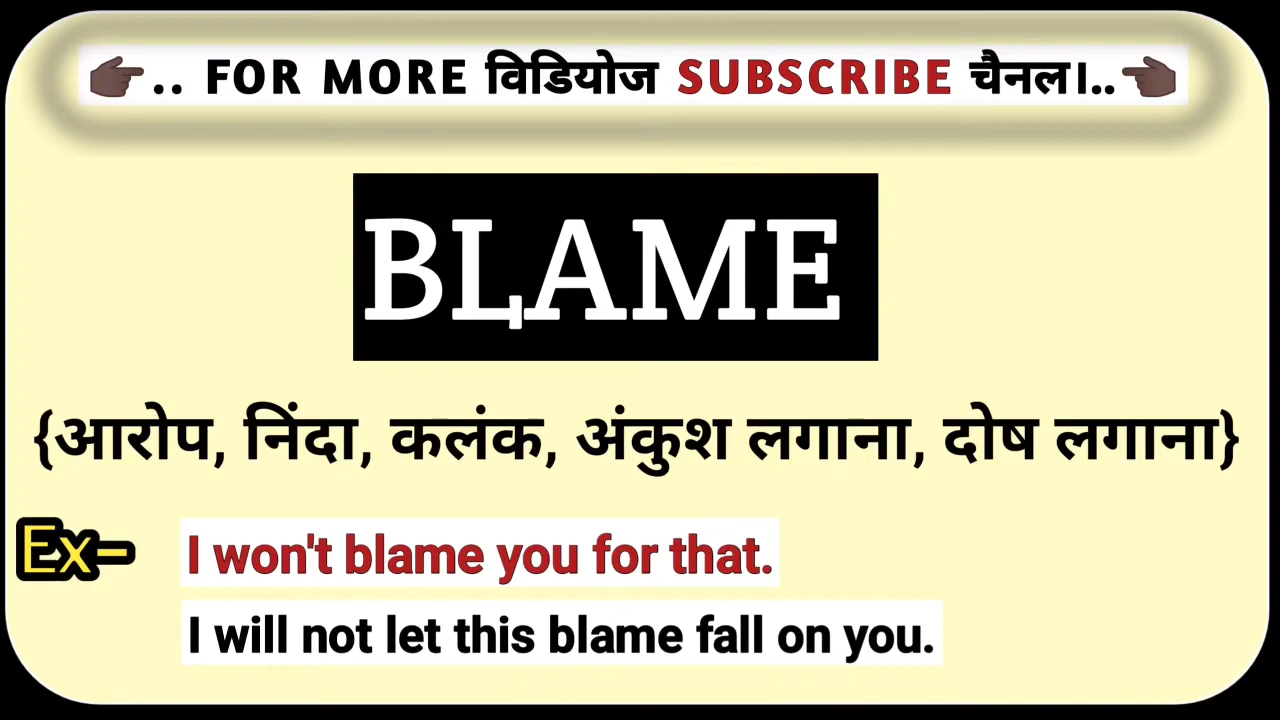 👉.. FOR MORE विडियोज SUBSCRIBE चैनल।..👈
BLAME
{आरोप, निंदा, कलंक, अंकुश लगाना, दोष लगाना}
Ex- I won't blame you for that.
I will not let this blame fall on you.